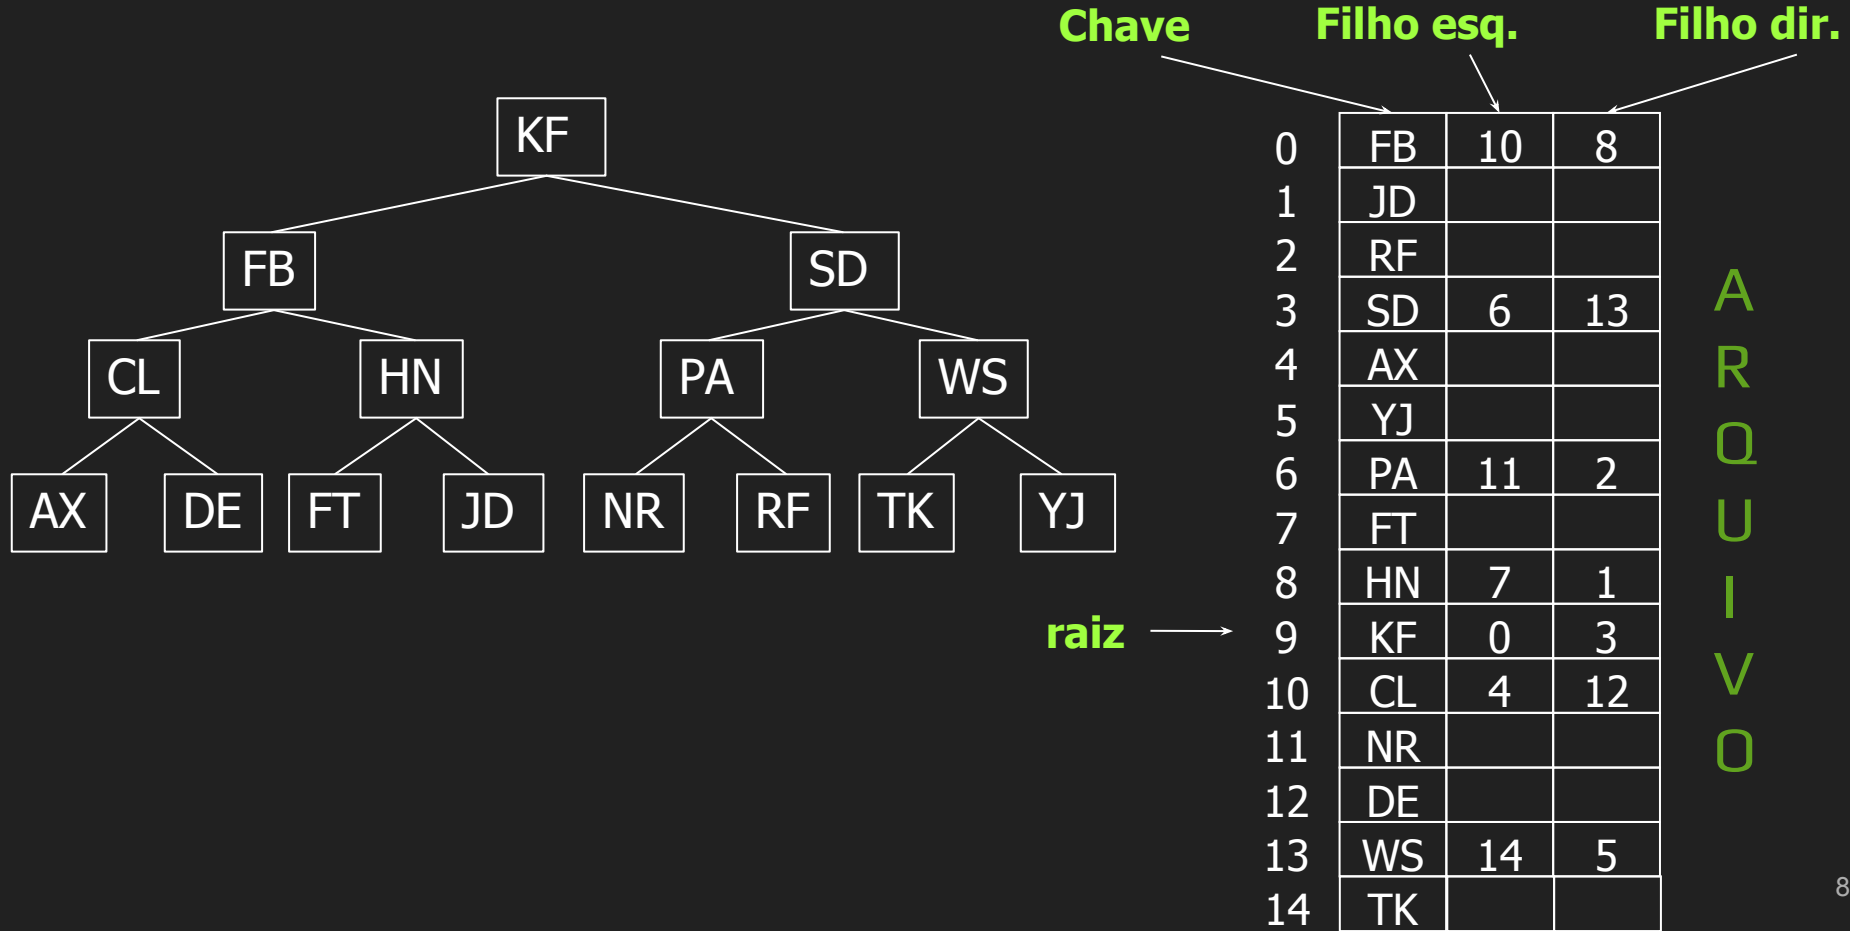 Chave Filho esq. Filho dir.
KF
FB SD
CL HN PA WS
AX DE FT JD NR RF TK YJ
0 FB 10 8
1 JD
2 RF
3 SD 6 13
4 AX
5 YJ
6 PA 11 2
7 FT
8 HN 7 1
raiz 9 KF 0 3
10 CL 4 12
11 NR
12 DE
13 WS 14 5
14 TK
A
R
Q
U
I
V
O
8